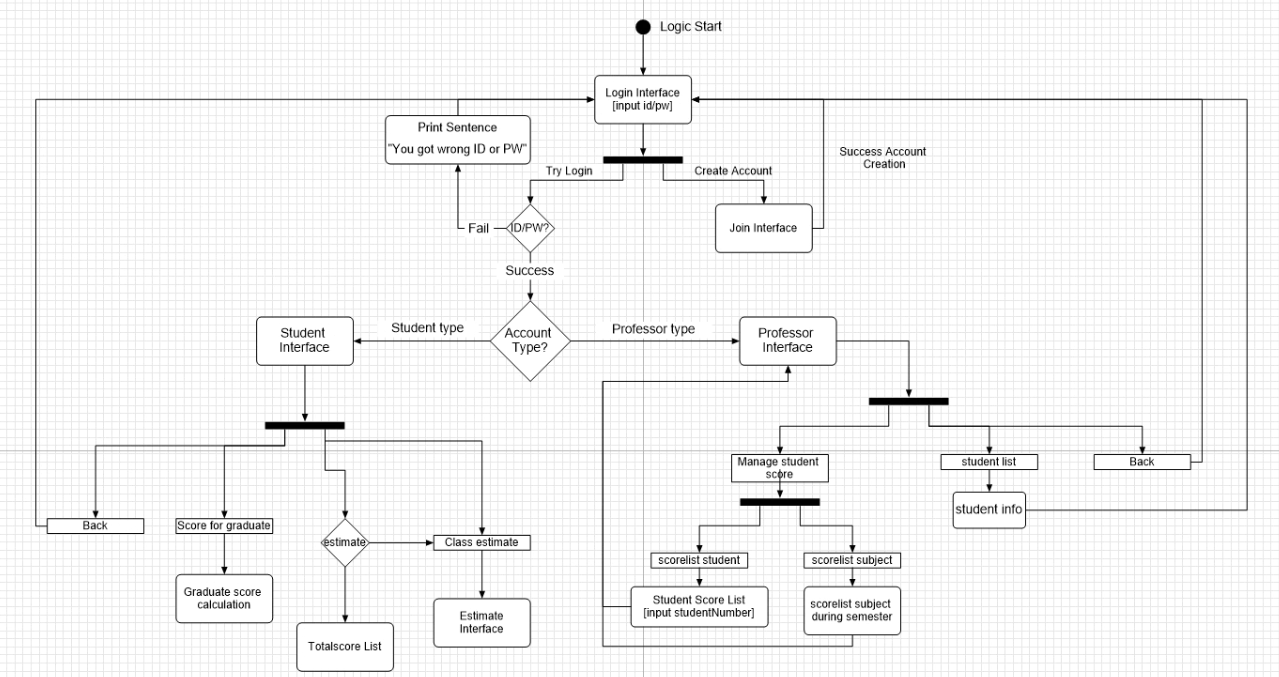 Logic Start
Login Interface
[input id/pw]
Print Sentence
"You got wrong ID or PW"
Success Account
Creation
Try Login
Create Account
Fail
ID/PW?
Join Interface
Success
Student
Interface
Student type
Account
Type?
Professor type
Professor
Interface
Manage student
score
student list
Back
student info
Back
Score for graduate
estimate
Class estimate
scorelist student
scorelist subject
Graduate score
calculation
Estimate
Interface
Student Score List
[input studentNumber]
scorelist subject
during semester
Totalscore List